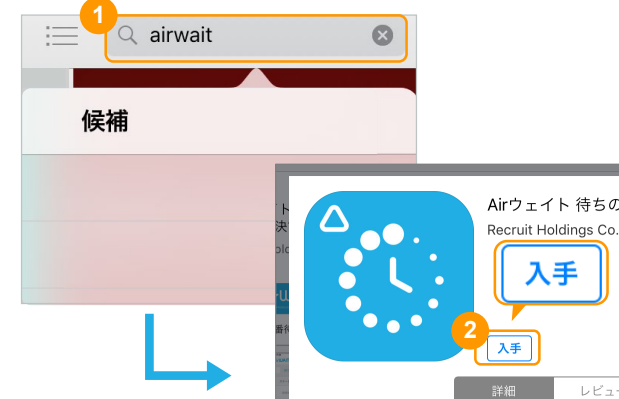 1
airwait
候補
Airウェイト 待ちの
Recruit Holdings Co.
入手
2
入手
詳細
レビュー